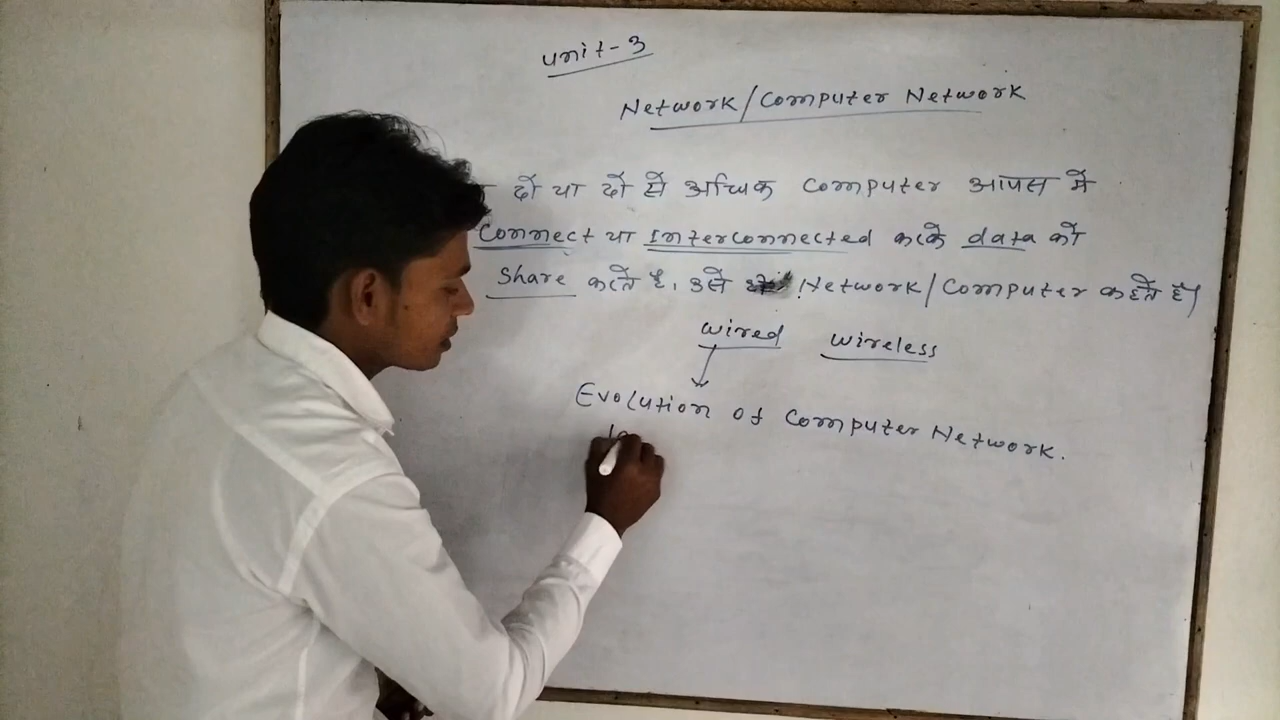 Unit-3
Network/Computer Network
दो या दो से अधिक Computer आपस में
Connect या Interconnected करके data को
Share करते है, उसे Network/Computer कहते है।
wired wireless
Evolution of Computer Network.